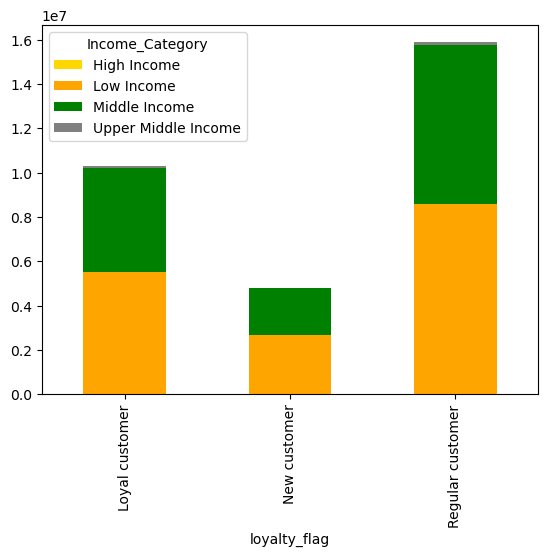 1e7
Income_Category
High Income
Low Income
Middle Income
Upper Middle Income
1.6
1.4
1.2
1.0
0.8
0.6
0.4
0.2
0.0
Loyal customer
New customer
Regular customer
loyalty_flag